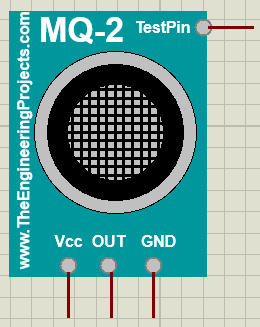 MQ-2
TestPin
www.TheEngineeringProjects.com
Vcc OUT GND